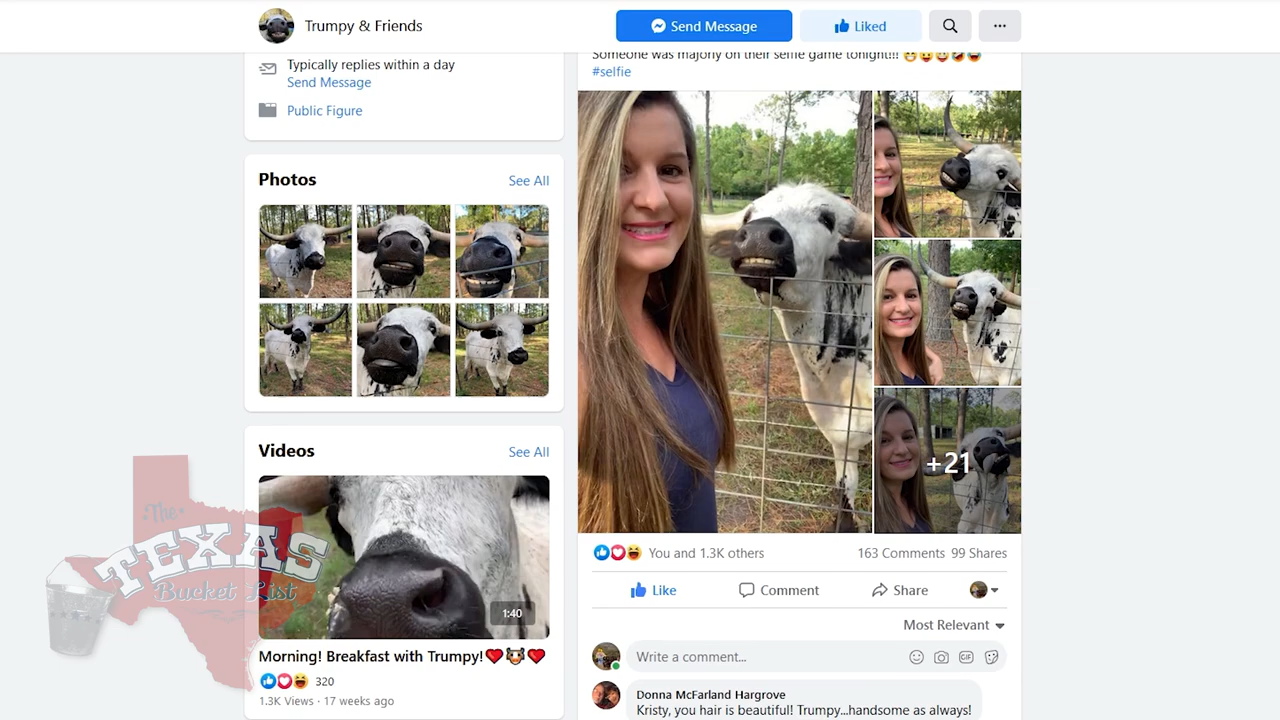 Trumpy & Friends
Send Message
Liked
Typically replies within a day
Send Message
Public Figure
Photos
See All
Videos
See All
1:40
Morning! Breakfast with Trumpy!
320
1.3K Views · 17 weeks ago
The
TEXAS
Bucket List
Someone was majorly on their selfie game tonight!!!
#selfie
+21
You and 1.3K others
163 Comments 99 Shares
Like
Comment
Share
Most Relevant
Write a comment...
GIF
Donna McFarland Hargrove
Kristy, you hair is beautiful! Trumpy...handsome as always!